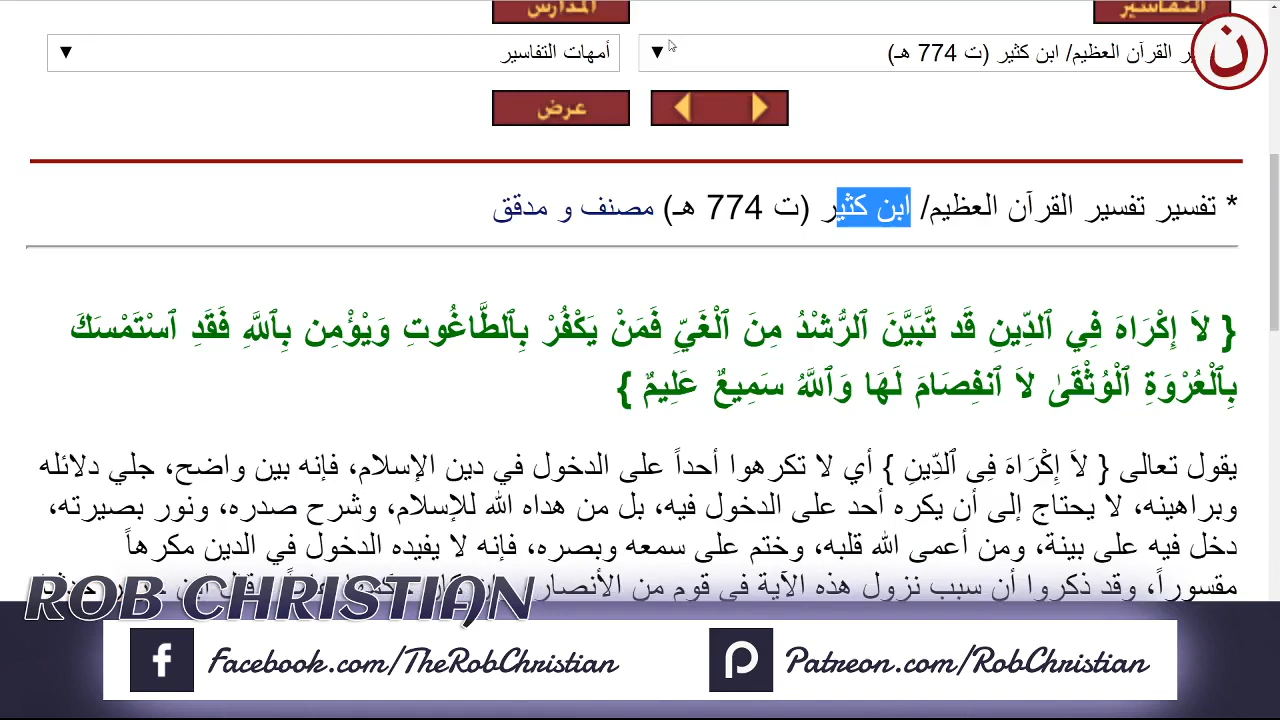 المدارس
التفاسير
القرآن العظيم/ ابن كثير (ت 774 هـ)
أمهات التفاسير
ن
عرض
* تفسير تفسير القرآن العظيم/ ابن كثير (ت 774 هـ) مصنف و مدقق
{ لاَ إِكْرَاهَ فِي ٱلدِّينِ قَد تَّبَيَّنَ ٱلرُّشْدُ مِنَ ٱلْغَيِّ فَمَنْ يَكْفُرْ بِٱلطَّاغُوتِ وَيْؤْمِن بِٱللَّهِ فَقَدِ ٱسْتَمْسَكَ
بِٱلْعُرْوَةِ ٱلْوُثْقَىٰ لاَ ٱنفِصَامَ لَهَا وَٱللَّهُ سَمِيعٌ عَلِيمٌ }
يقول تعالى { لاَ إِكْرَاهَ فِى ٱلدِّينِ } أي لا تكرهوا أحداً على الدخول في دين الإسلام، فإنه بين واضح، جلي دلائله
وبراهينه، لا يحتاج إلى أن يكره أحد على الدخول فيه، بل من هداه الله للإسلام، وشرح صدره، ونور بصيرته،
دخل فيه على بينة، ومن أعمى الله قلبه، وختم على سمعه وبصره، فإنه لا يفيده الدخول في الدين مكرهاً
مقسوراً، وقد ذكروا أن سبب نزول هذه الآية في قوم من الأنصار
ROB CHRISTIAN
Facebook.com/TheRobChristian
Patreon.com/RobChristian